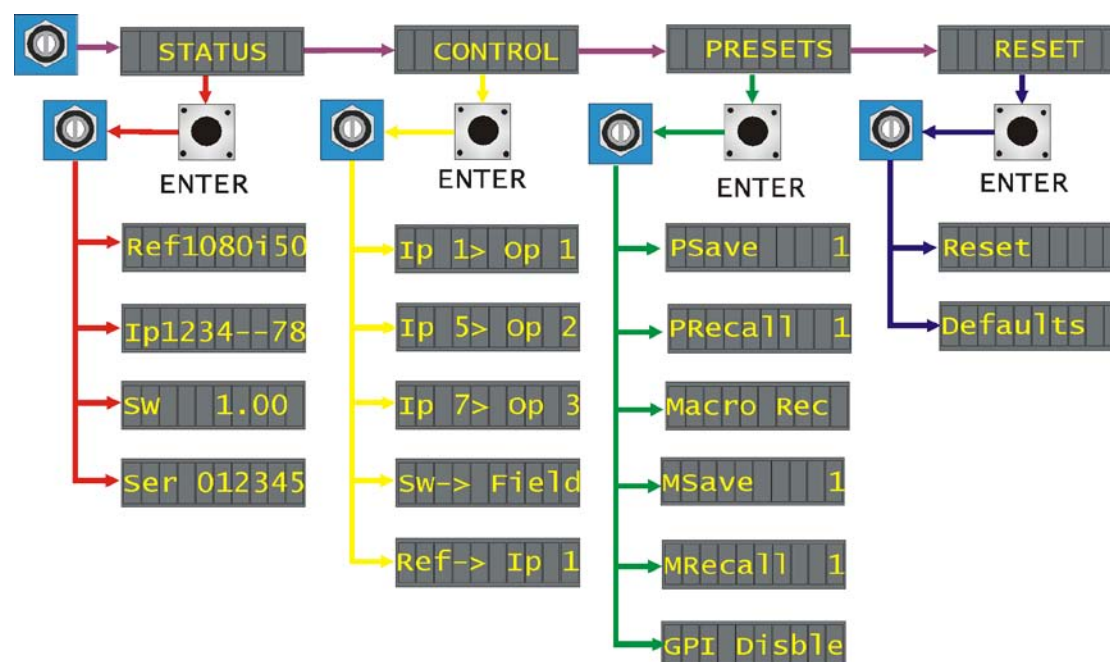 STATUS
CONTROL
PRESETS
RESET
ENTER
ENTER
ENTER
ENTER
Ref1080i50
Ip1234--78
SW 1.00
Ser 012345
Ip 1> Op 1
Ip 5> Op 2
Ip 7> Op 3
Sw-> Field
Ref-> Ip 1
PSave 1
PRecall 1
Macro Rec
MSave 1
MRecall 1
GPI Disble
Reset
Defaults